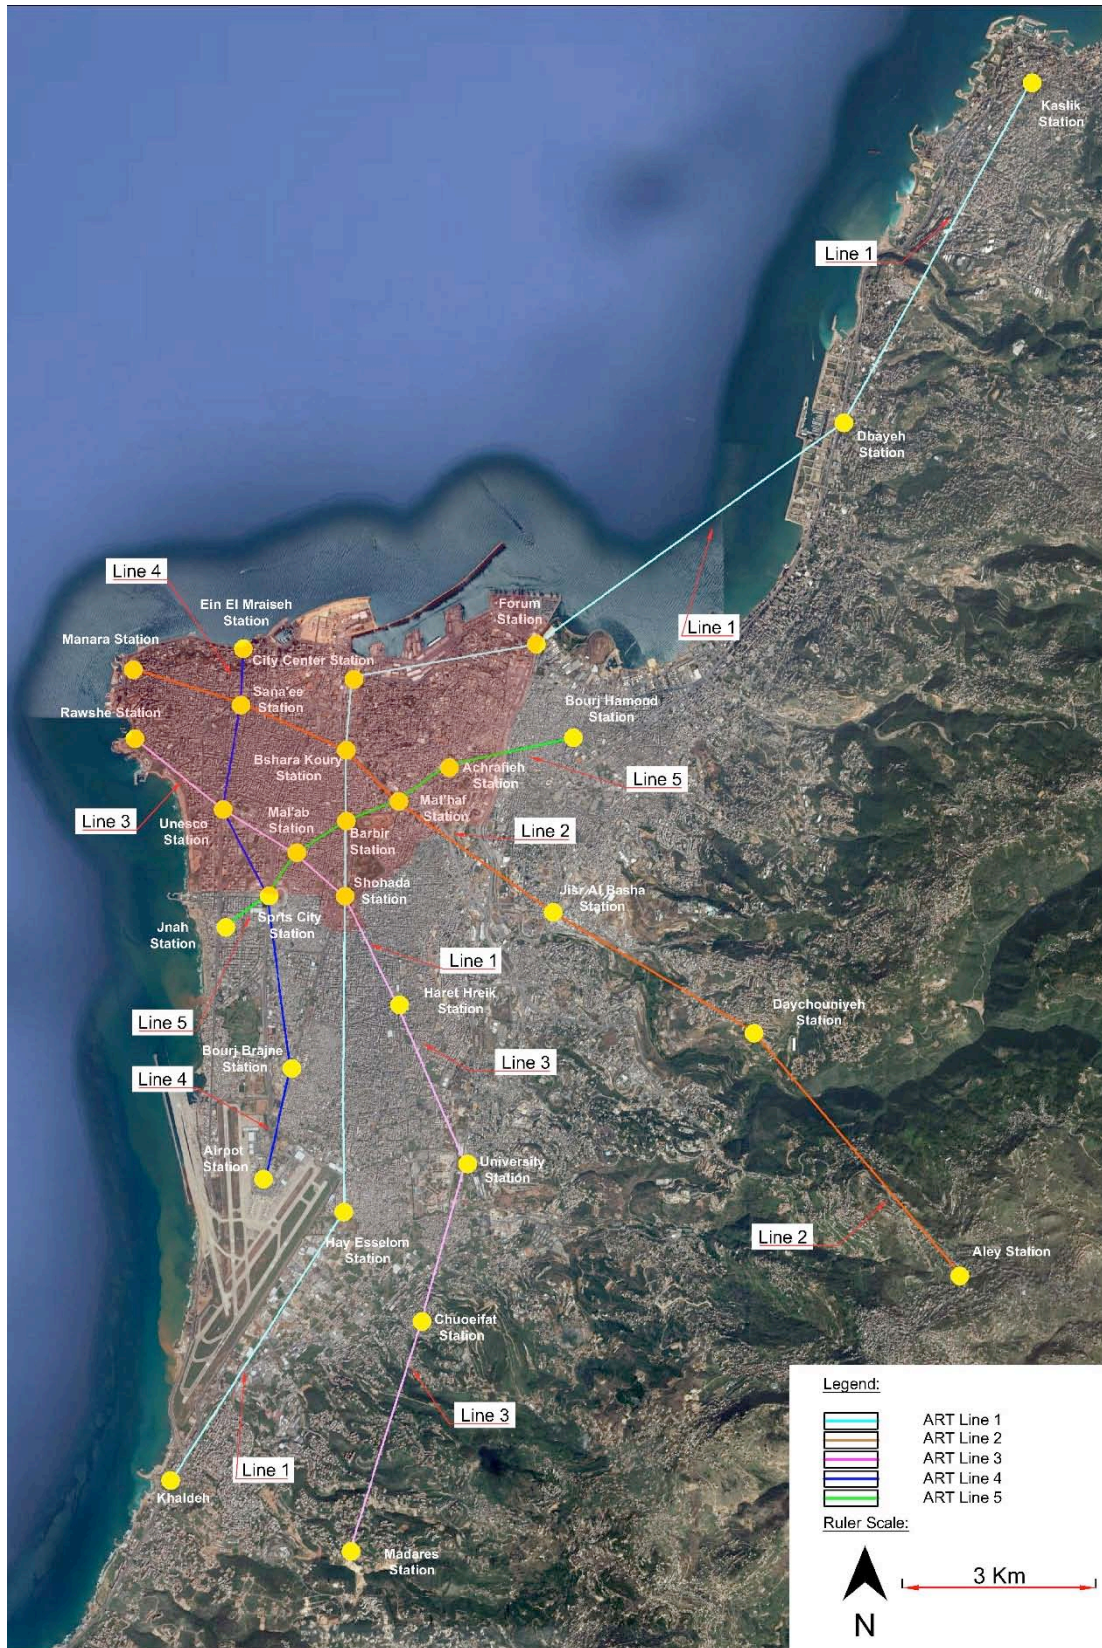 Kaslik
Station
Line 1
Dbayeh
Station
Line 4
Ein El Mraiseh
Station
Forum
Station
Line 1
Manara Station
City Center Station
Sana'ee
Station
Rawshe Station
Bourj Hamond
Station
Bshara Koury
Station
Achrafieh
Station
Line 5
Line 3
Unesco
Station
Mal'ab
Station
Mat'haf
Station
Barbir
Station
Line 2
Shohada
Station
Jisr Al Basha
Station
Jnah
Station
Sprts City
Station
Line 1
Haret Hreik
Station
Daychouniyeh
Station
Line 5
Bourj Brajne
Station
Line 3
Line 4
Airpot
Station
University
Station
Hay Esselom
Station
Line 2
Aley Station
Chuoeifat
Station
Line 3
Line 1
Khaldeh
Madares
Station
Legend:
ART Line 1
ART Line 2
ART Line 3
ART Line 4
ART Line 5
Ruler Scale:
3 Km
N